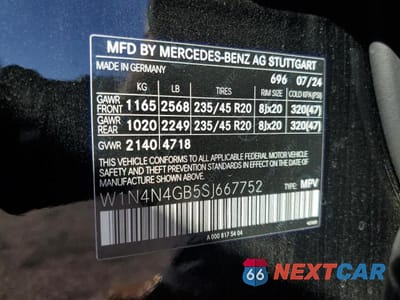 MFD BY MERCEDES-BENZ AG STUTTGART
MADE IN GERMANY 696 07/24
KG LB TIRES RIM SIZE COLD KPA(PSI)
GAWR FRONT 1165 2568 235/45 R20 8Jx20 320(47)
GAWR REAR 1020 2249 235/45 R20 8Jx20 320(47)
GVWR 2140 4718
THIS VEHICLE CONFORMS TO ALL APPLICABLE
FEDERAL MOTOR VEHICLE SAFETY, BUMPER,
AND THEFT PREVENTION STANDARDS IN EFFECT
ON THE DATE OF MANUFACTURE SHOWN ABOVE.
W1N4N4GB5SJ667752 TYPE: MPV
A 000 817 54 04
66 NEXTCAR